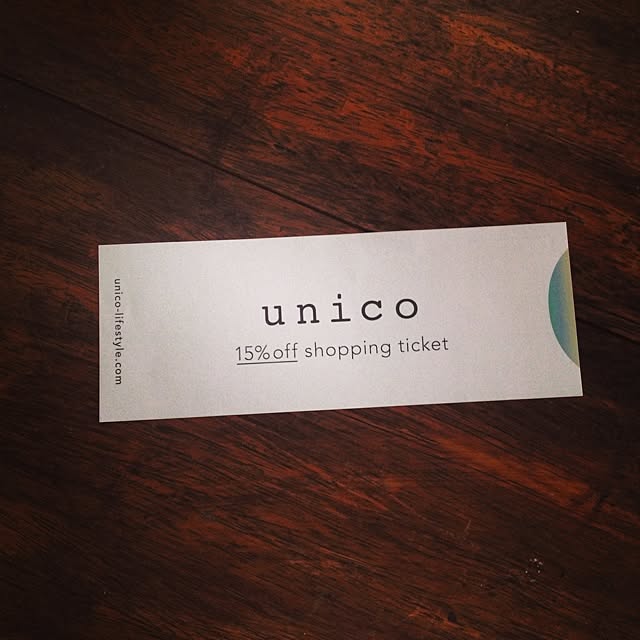 unico-lifestyle.com
unico
15%off shopping ticket